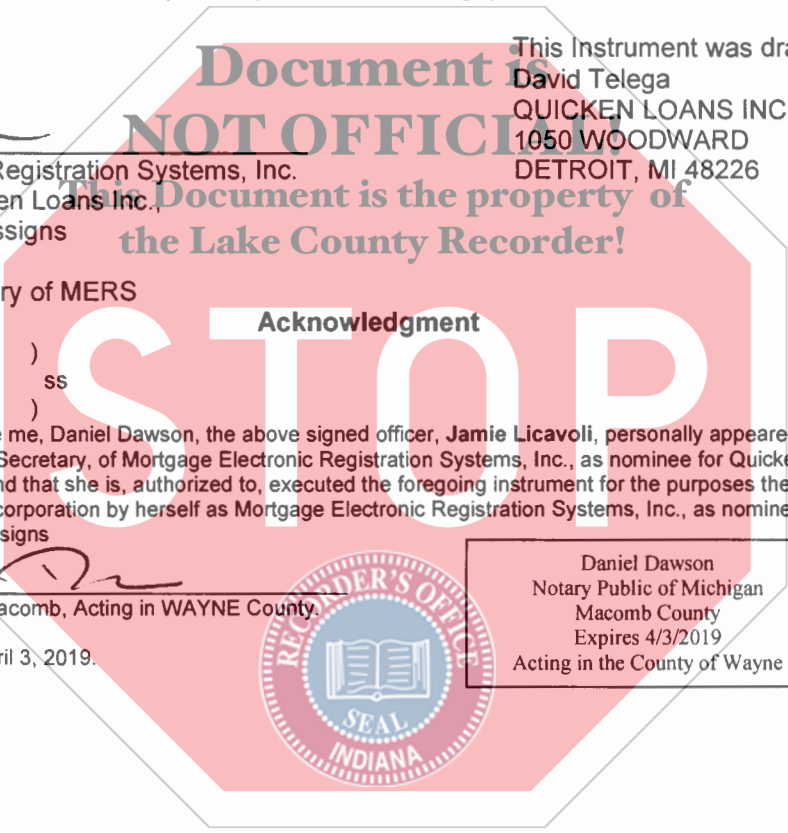 This Instrument was dra
David Telega
QUICKEN LOANS INC
1050 WOODWARD
DETROIT, MI 48226
Document is
NOT OFFICIAL!
This Document is the property of
the Lake County Recorder!
Registration Systems, Inc.
en Loans Inc.,
ssigns
ry of MERS
STOP
Acknowledgment
)
ss
)
e me, Daniel Dawson, the above signed officer, Jamie Licavoli, personally appeare
Secretary, of Mortgage Electronic Registration Systems, Inc., as nominee for Quicke
nd that she is, authorized to, executed the foregoing instrument for the purposes the
corporation by herself as Mortgage Electronic Registration Systems, Inc., as nomine
signs
acomb, Acting in WAYNE County.
ril 3, 2019.
Daniel Dawson
Notary Public of Michigan
Macomb County
Expires 4/3/2019
Acting in the County of Wayne
RECORDER'S OFFICE
SEAL
INDIANA